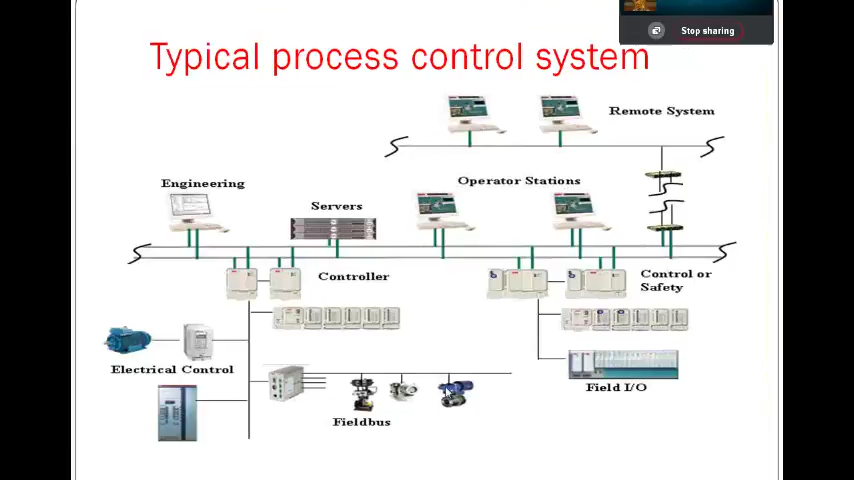 Stop sharing
Typical process control system
Remote System
Engineering
Operator Stations
Servers
Controller
Control or
Safety
Electrical Control
Field I/O
Fieldbus